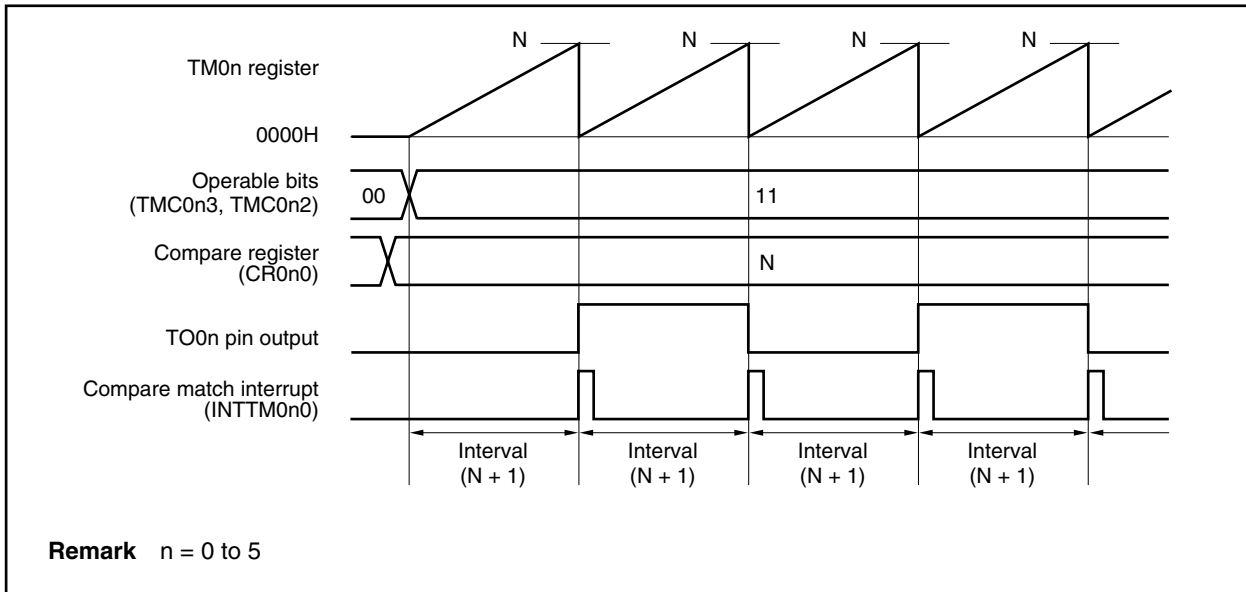 N N N N
TM0n register
0000H
Operable bits
(TMC0n3, TMC0n2)
00 11
Compare register
(CR0n0)
N
TO0n pin output
Compare match interrupt
(INTTM0n0)
Interval Interval Interval Interval
(N + 1) (N + 1) (N + 1) (N + 1)
Remark n = 0 to 5